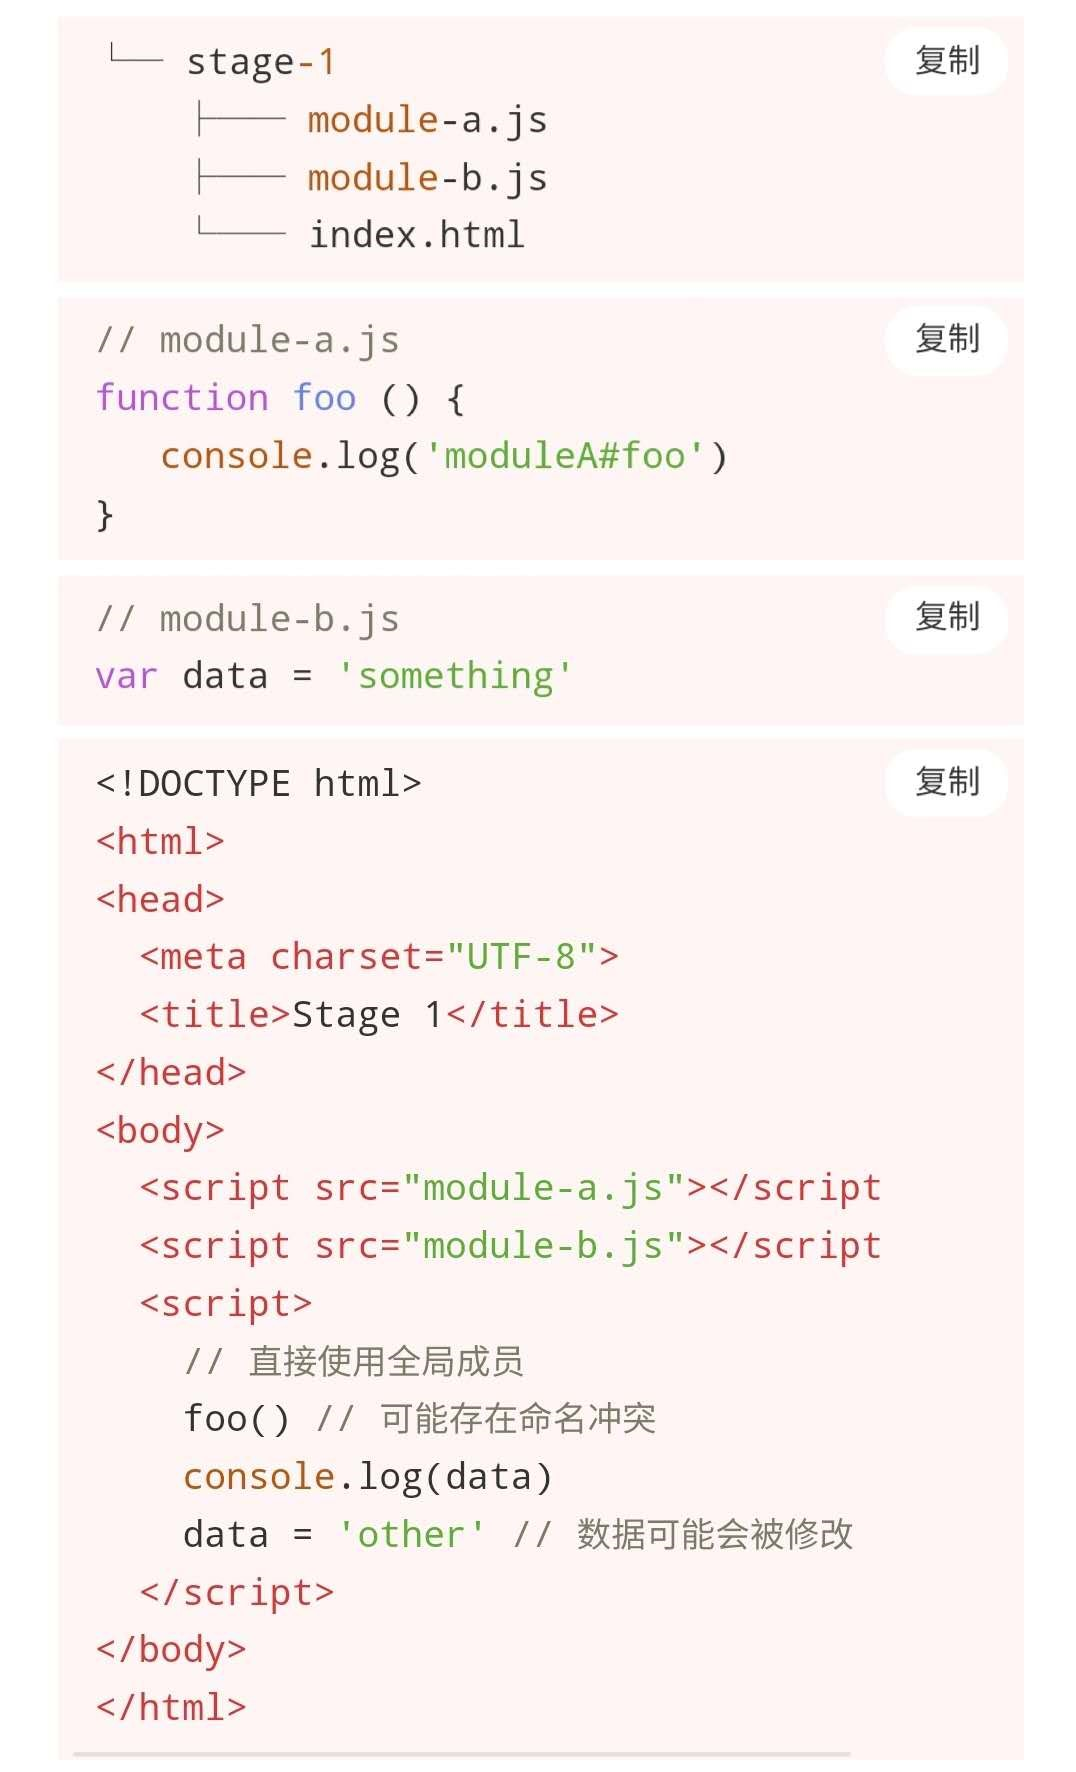 └── stage-1
复制
├─── module-a.js
├─── module-b.js
└─── index.html
// module-a.js
复制
function foo () {
console.log('moduleA#foo')
}
// module-b.js
复制
var data = 'something'
<!DOCTYPE html>
复制
<html>
<head>
<meta charset="UTF-8">
<title>Stage 1</title>
</head>
<body>
<script src="module-a.js"></script
<script src="module-b.js"></script
<script>
// 直接使用全局成员
foo() // 可能存在命名冲突
console.log(data)
data = 'other' // 数据可能会被修改
</script>
</body>
</html>